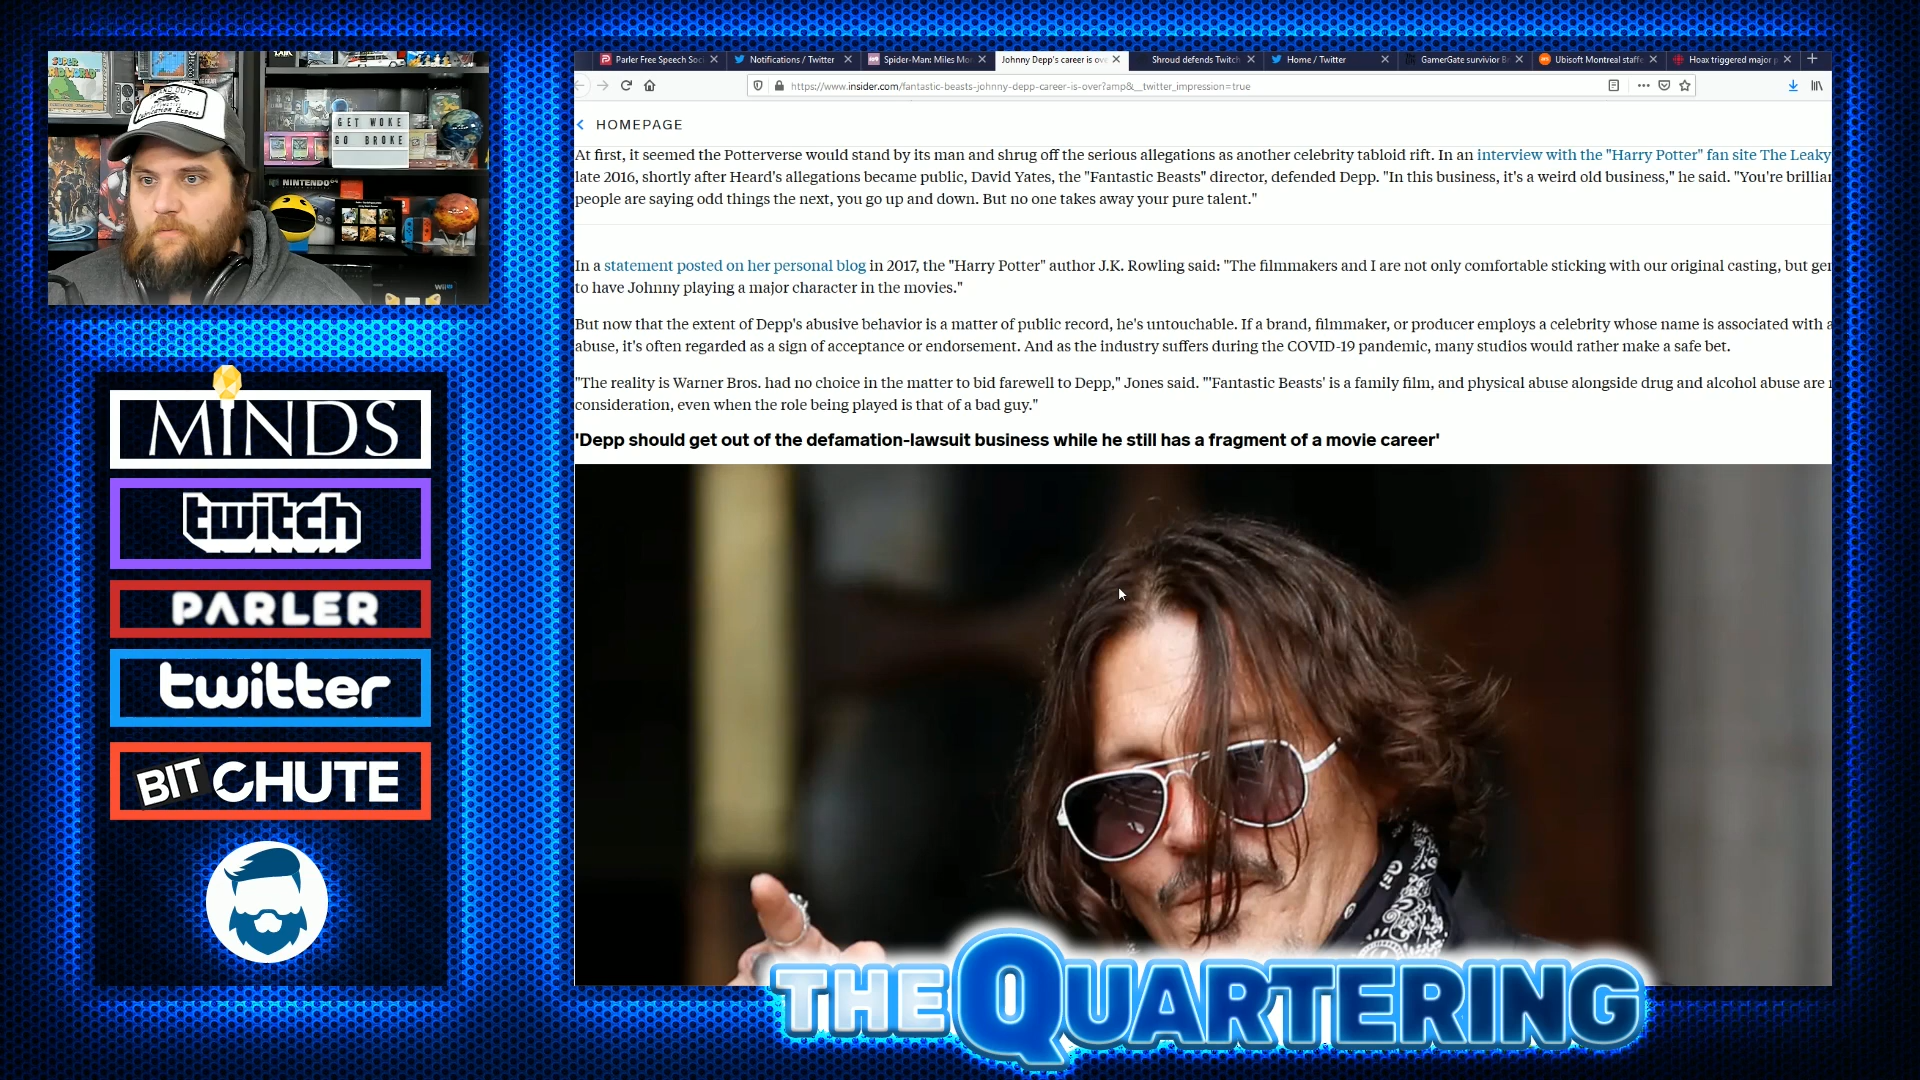 SUPER
GET WOKE
GO BROKE
NINTENDO64
MINDS
twitch
PARLER
twitter
BITCHUTE
Parler Free Speech Soc
Notifications / Twitter
Spider-Man: Miles Mo
Johnny Depp's career is ov
Shroud defends Twitch
Home / Twitter
GamerGate survivior B
Ubisoft Montreal staff
Hoax triggered major p
https://www.insider.com/fantastic-beasts-johnny-depp-career-is-over?amp&__twitter_impression=true
HOMEPAGE
At first, it seemed the Potterverse would stand by its man and shrug off the serious allegations as another celebrity tabloid rift. In an interview with the "Harry Potter" fan site The Leaky
late 2016, shortly after Heard's allegations became public, David Yates, the "Fantastic Beasts" director, defended Depp. "In this business, it's a weird old business," he said. "You're brillian
people are saying odd things the next, you go up and down. But no one takes away your pure talent."
In a statement posted on her personal blog in 2017, the "Harry Potter" author J.K. Rowling said: "The filmmakers and I are not only comfortable sticking with our original casting, but gen
to have Johnny playing a major character in the movies."
But now that the extent of Depp's abusive behavior is a matter of public record, he's untouchable. If a brand, filmmaker, or producer employs a celebrity whose name is associated with a
abuse, it's often regarded as a sign of acceptance or endorsement. And as the industry suffers during the COVID-19 pandemic, many studios would rather make a safe bet.
"The reality is Warner Bros. had no choice in the matter to bid farewell to Depp," Jones said. "'Fantastic Beasts' is a family film, and physical abuse alongside drug and alcohol abuse are
consideration, even when the role being played is that of a bad guy."
'Depp should get out of the defamation-lawsuit business while he still has a fragment of a movie career'
THE QUARTERING